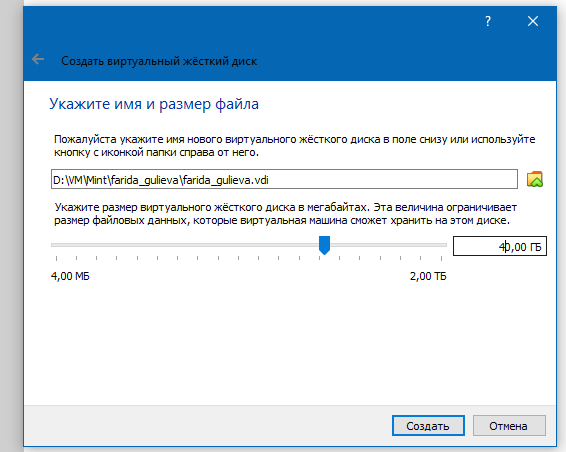 ?
Создать виртуальный жёсткий диск
Укажите имя и размер файла
Пожалуйста укажите имя нового виртуального жёсткого диска в поле снизу или используйте
кнопку с иконкой папки справа от него.
D:\VM\Mint\farida_gulieva\farida_gulieva.vdi
Укажите размер виртуального жёсткого диска в мегабайтах. Эта величина ограничивает
размер файловых данных, которые виртуальная машина сможет хранить на этом диске.
40,00 ГБ
4,00 МБ 2,00 ТБ
Создать Отмена